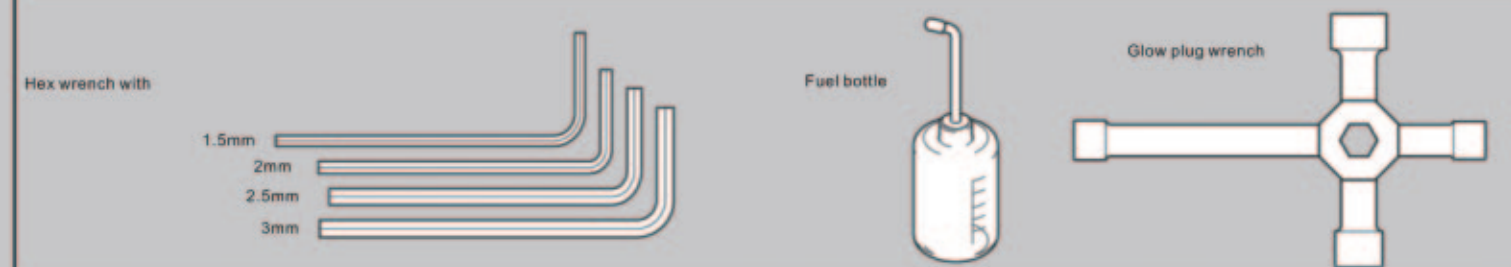 Hex wrench with
1.5mm
2mm
2.5mm
3mm
Fuel bottle
Glow plug wrench